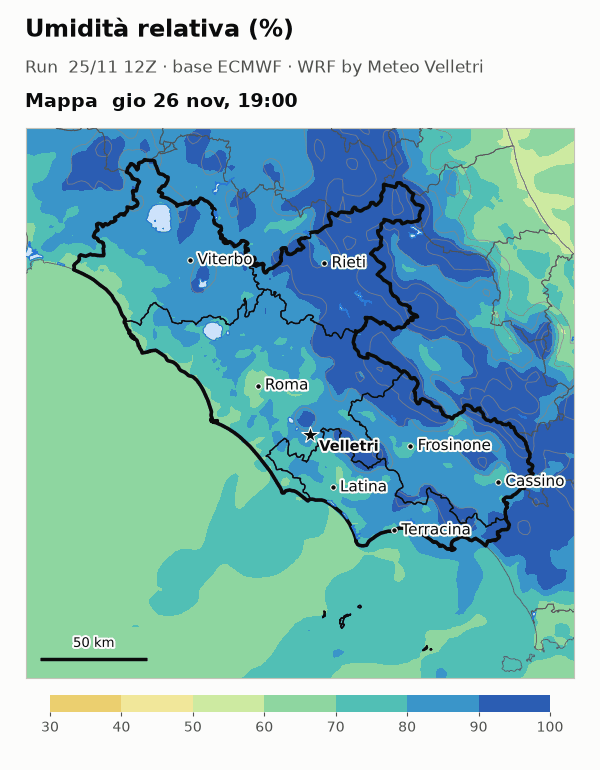 Umidità relativa (%)
Run  25/11 12Z · base ECMWF · WRF by Meteo Velletri
Mappa  gio 26 nov, 19:00
Viterbo
Rieti
Roma
Velletri
Frosinone
Cassino
Latina
Terracina
50 km
30 40 50 60 70 80 90 100